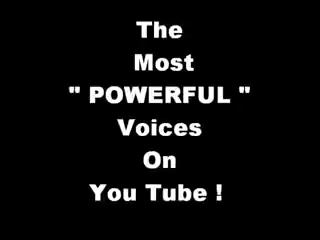 The
Most
" POWERFUL "
Voices
On
You Tube !